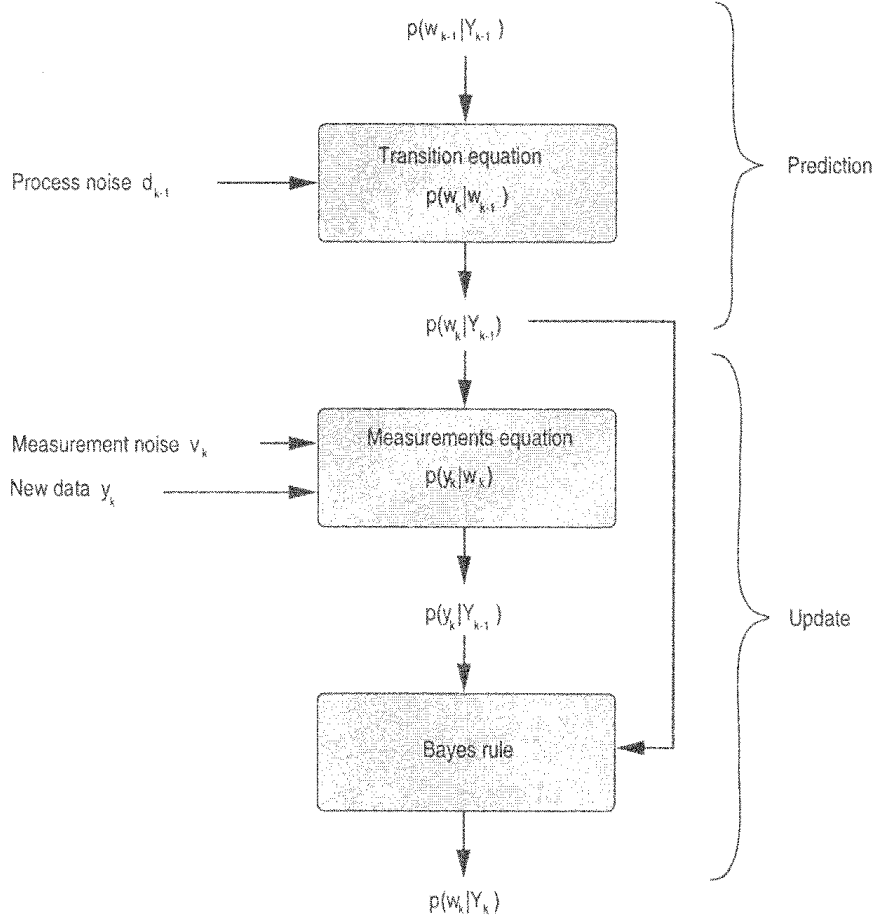 p(w_{k-1}|Y_{k-1})
Transition equation
Prediction
Process noise d_{k-1}
p(w_k|w_{k-1})
p(w_k|Y_{k-1})
Measurement noise v_k
Measurements equation
New data y_k
p(y_k|w_k)
p(y_k|Y_{k-1})
Update
Bayes rule
p(w_k|Y_k)